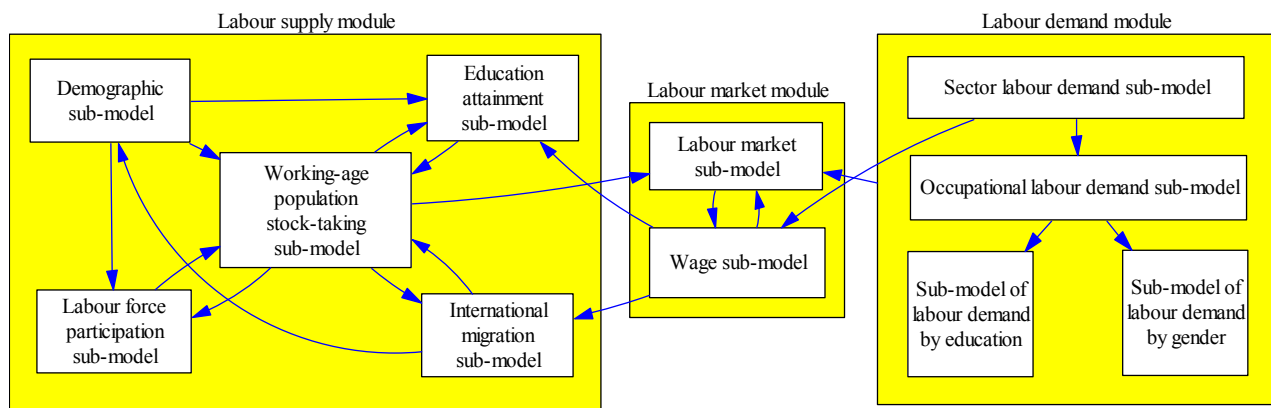 Labour supply module
Demographic
sub-model
Education
attainment
sub-model
Working-age
population
stock-taking
sub-model
Labour force
participation
sub-model
International
migration
sub-model
Labour market module
Labour market
sub-model
Wage sub-model
Labour demand module
Sector labour demand sub-model
Occupational labour demand sub-model
Sub-model of
labour demand
by education
Sub-model of
labour demand
by gender